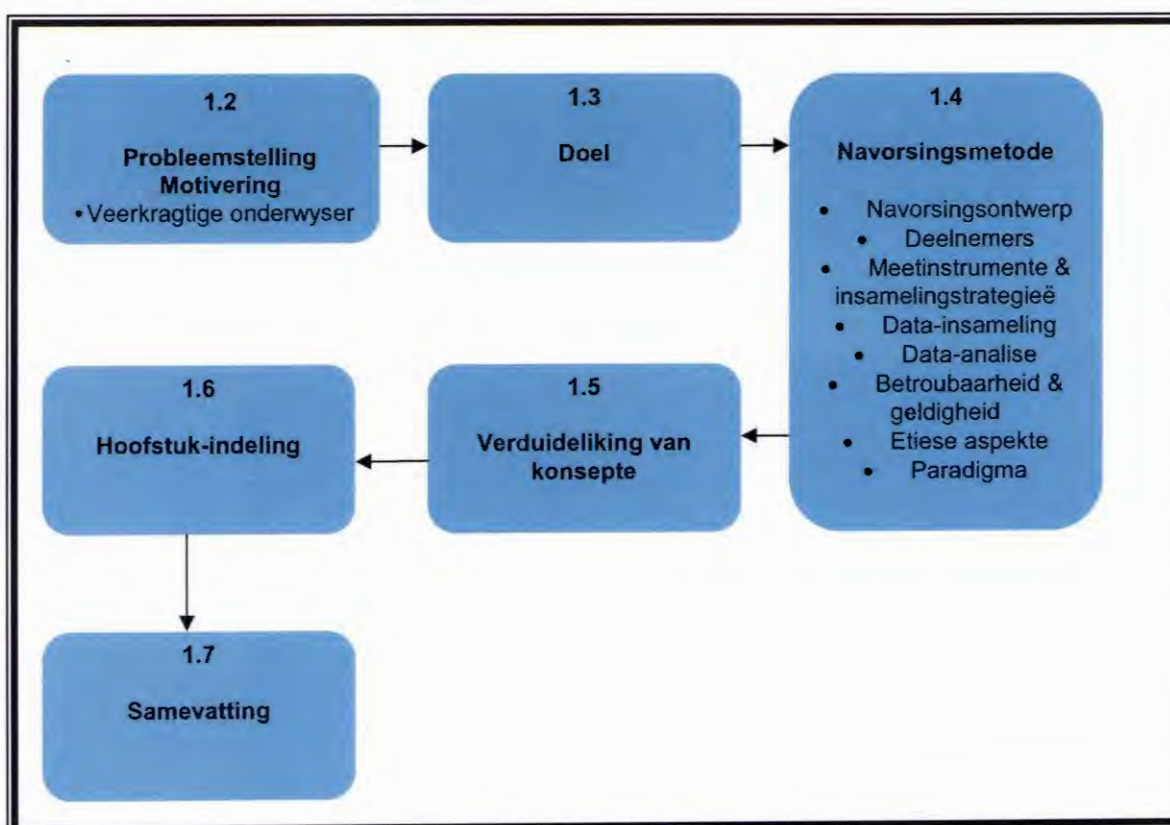 1.2
Probleemstelling
Motivering
• Veerkragtige onderwyser
1.3
Doel
1.4
Navorsingsmetode
• Navorsingsontwerp
• Deelnemers
• Meetinstrumente &
insamelingstrategieë
• Data-insameling
• Data-analise
• Betroubaarheid &
geldigheid
• Etiese aspekte
• Paradigma
1.5
Verduideliking van
konsepte
1.6
Hoofstuk-indeling
1.7
Samevatting